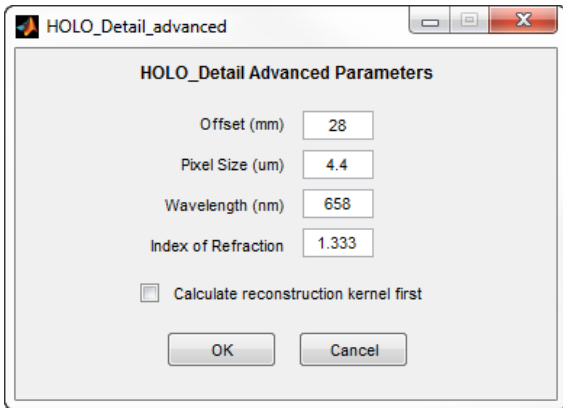 HOLO_Detail_advanced
HOLO_Detail Advanced Parameters
Offset (mm) 28
Pixel Size (um) 4.4
Wavelength (nm) 658
Index of Refraction 1.333
Calculate reconstruction kernel first
OK Cancel